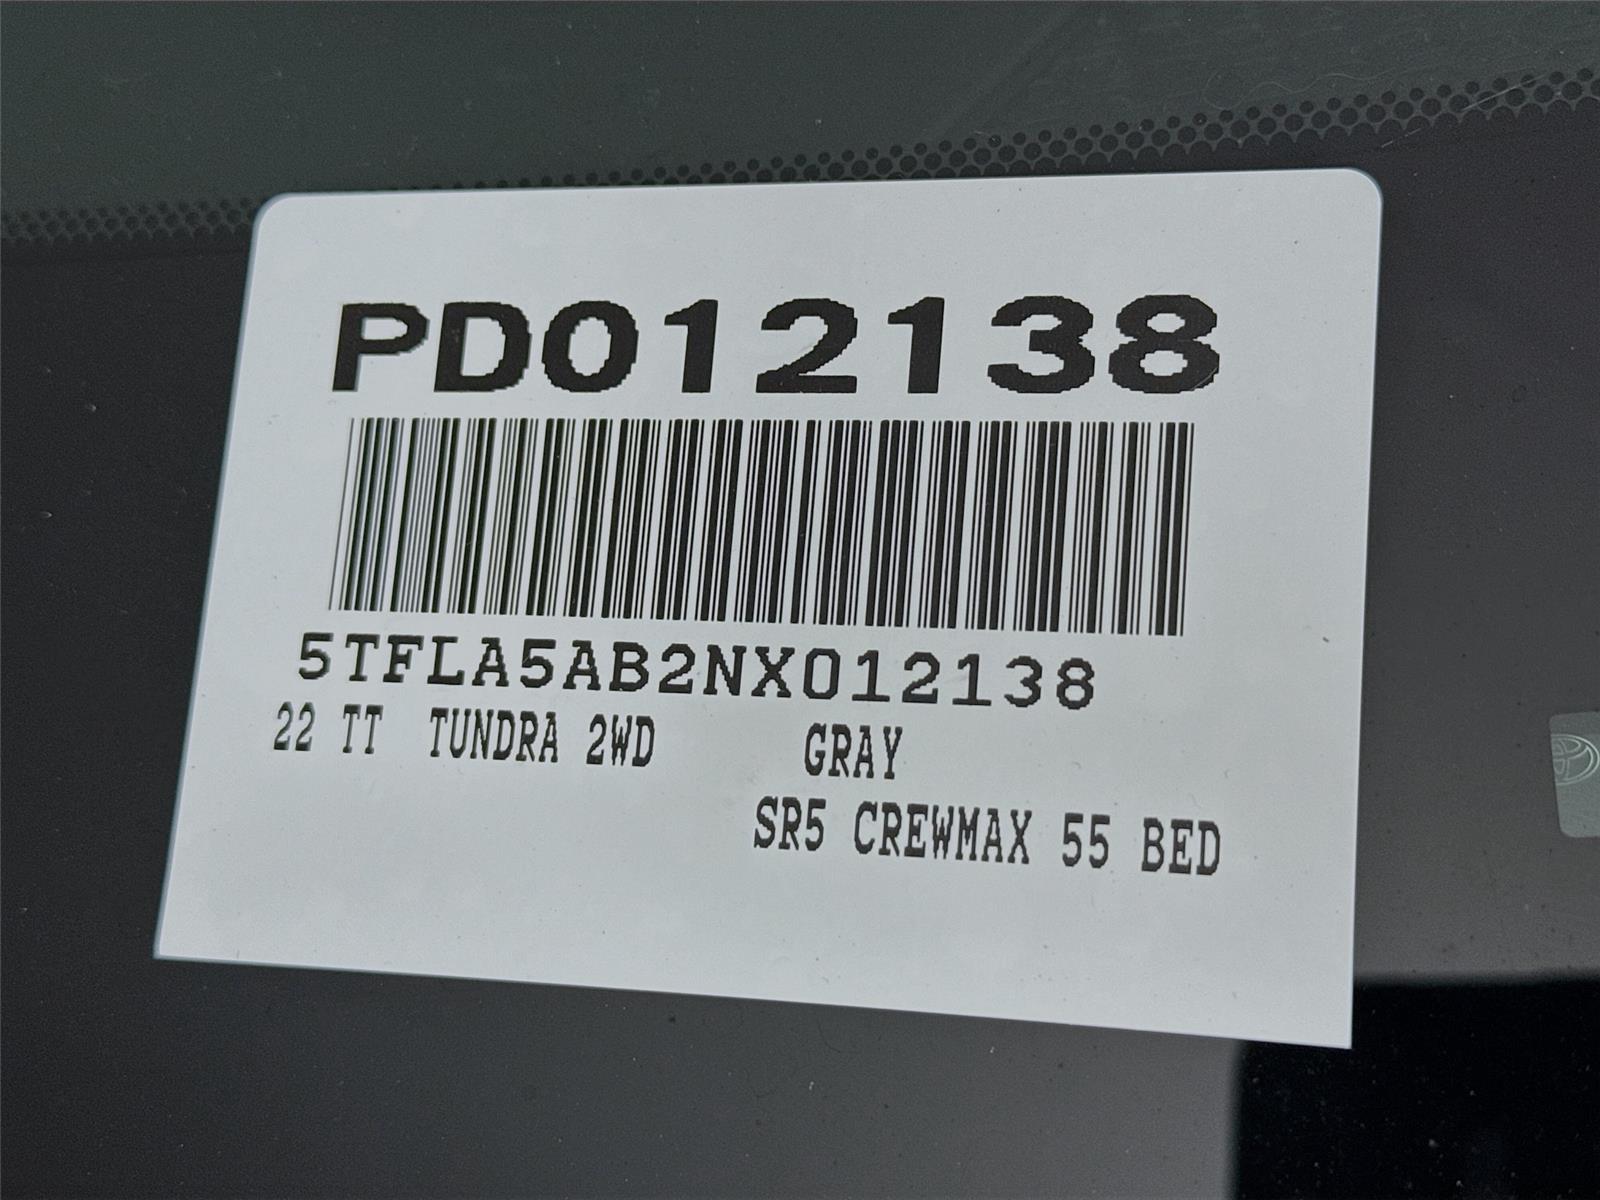 PD012138
5TFLA5AB2NX012138
22 TT TUNDRA 2WD GRAY
SR5 CREWMAX 55 BED